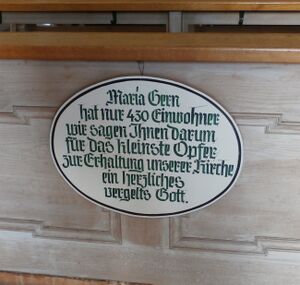 Maria Gern
hat nur 430 Einwohner
wir sagen Ihnen darum
für das kleinste Opfer
zur Erhaltung unserer Kirche
ein herzliches
vergelts Gott.